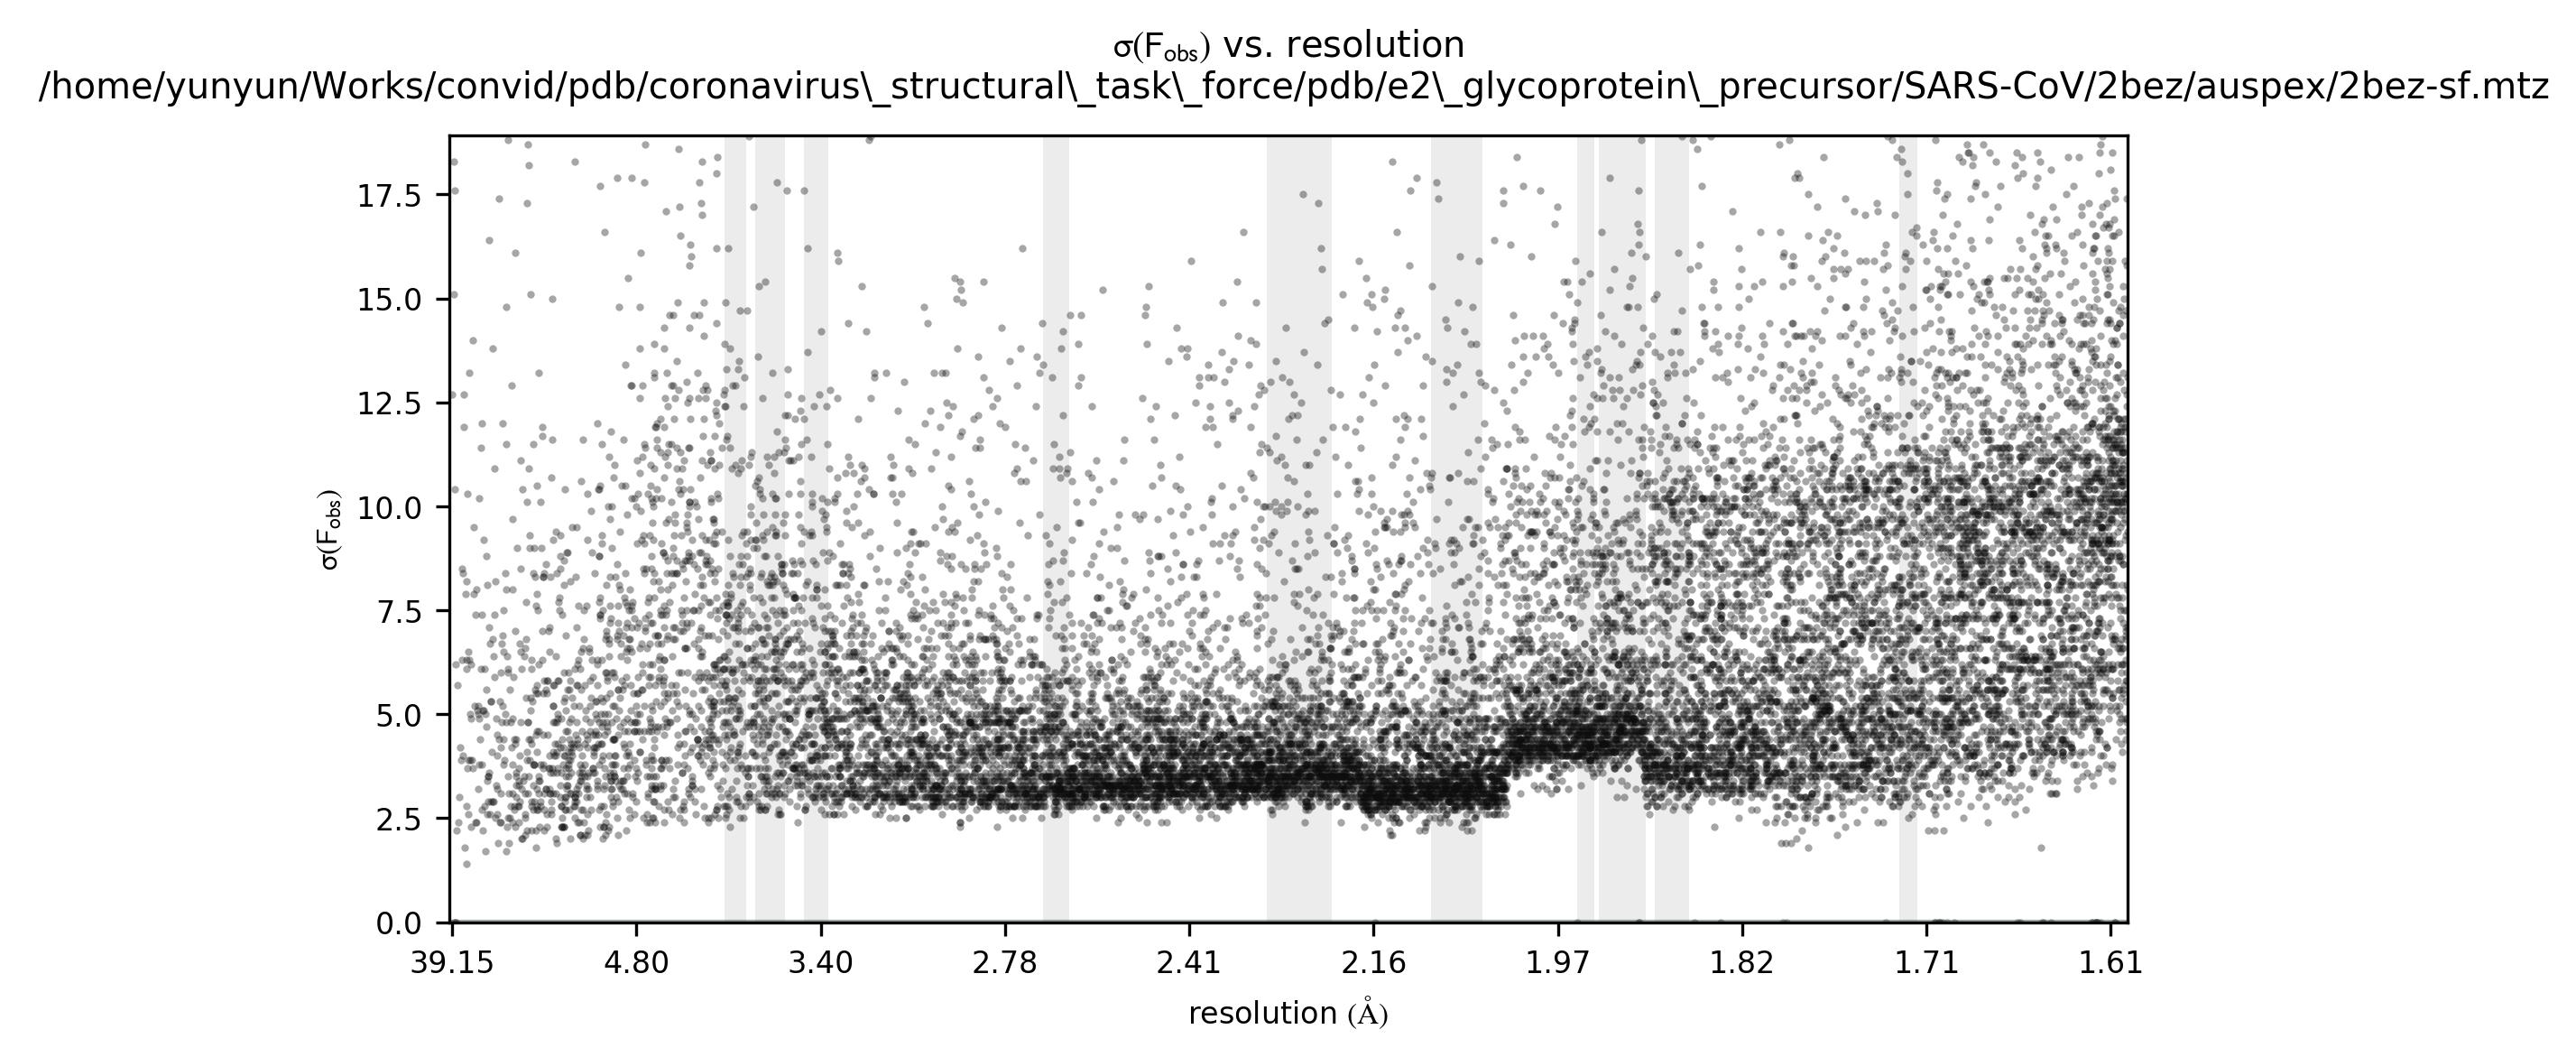 σ(F_obs) vs. resolution
/home/yunyun/Works/convid/pdb/coronavirus\_structural\_task\_force/pdb/e2\_glycoprotein\_precursor/SARS-CoV/2bez/auspex/2bez-sf.mtz
17.5
15.0
12.5
10.0
7.5
5.0
2.5
0.0
σ(F_obs)
39.15 4.80 3.40 2.78 2.41 2.16 1.97 1.82 1.71 1.61
resolution (Å)